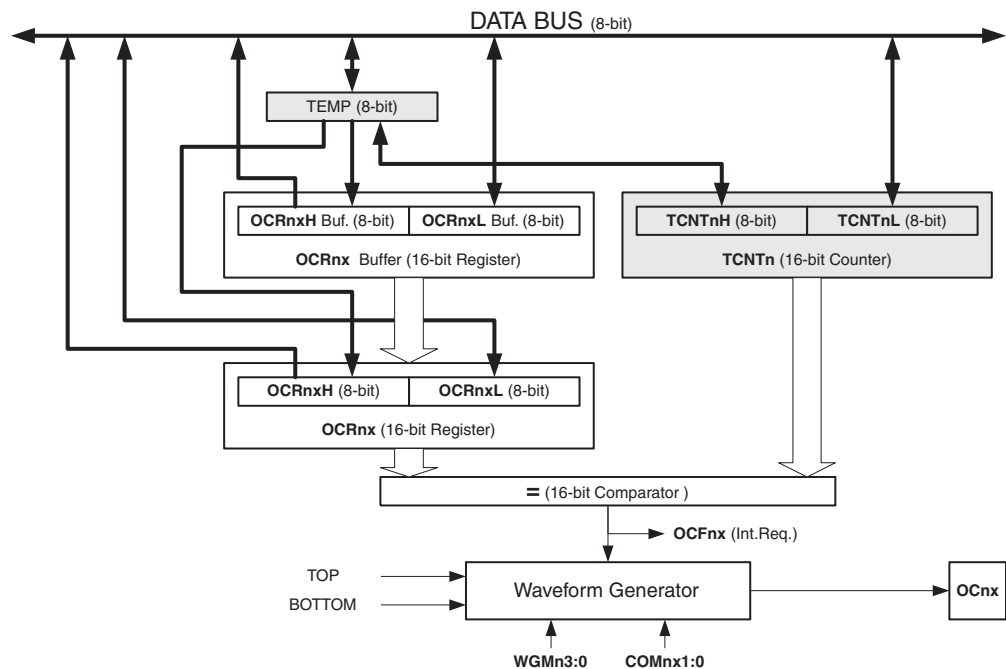 DATA BUS (8-bit)
TEMP (8-bit)
OCRnxH Buf. (8-bit) OCRnxL Buf. (8-bit)
OCRnx Buffer (16-bit Register)
TCNTnH (8-bit) TCNTnL (8-bit)
TCNTn (16-bit Counter)
OCRnxH (8-bit) OCRnxL (8-bit)
OCRnx (16-bit Register)
= (16-bit Comparator )
OCFnx (Int.Req.)
TOP
BOTTOM
Waveform Generator
OCnx
WGMn3:0 COMnx1:0